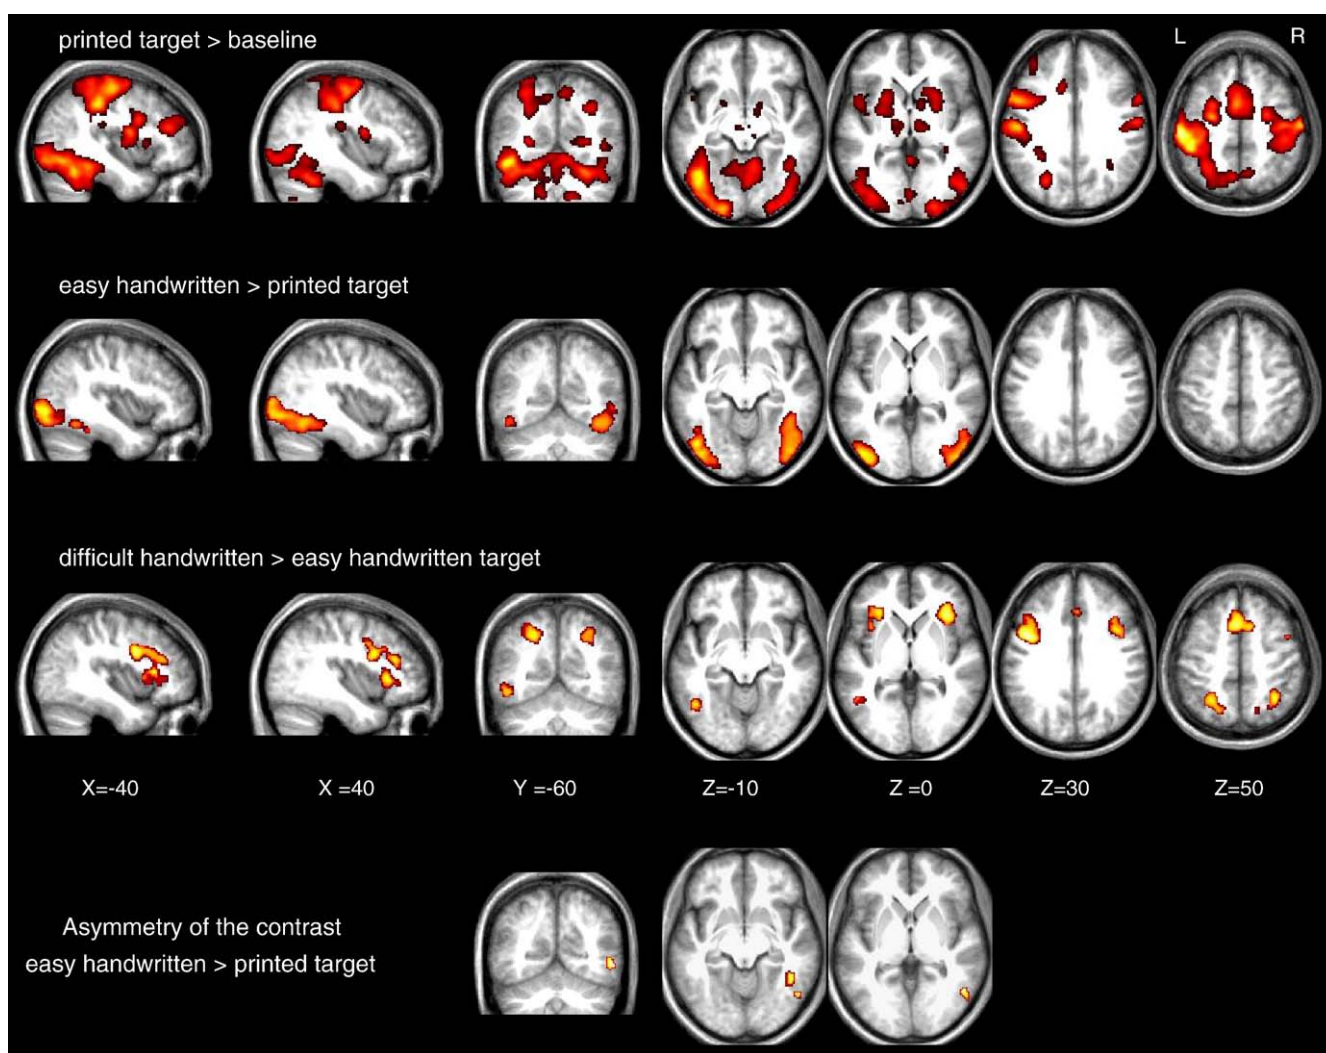 printed target > baseline
L R
easy handwritten > printed target
difficult handwritten > easy handwritten target
X=-40 X =40 Y =-60 Z=-10 Z =0 Z=30 Z=50
Asymmetry of the contrast
easy handwritten > printed target